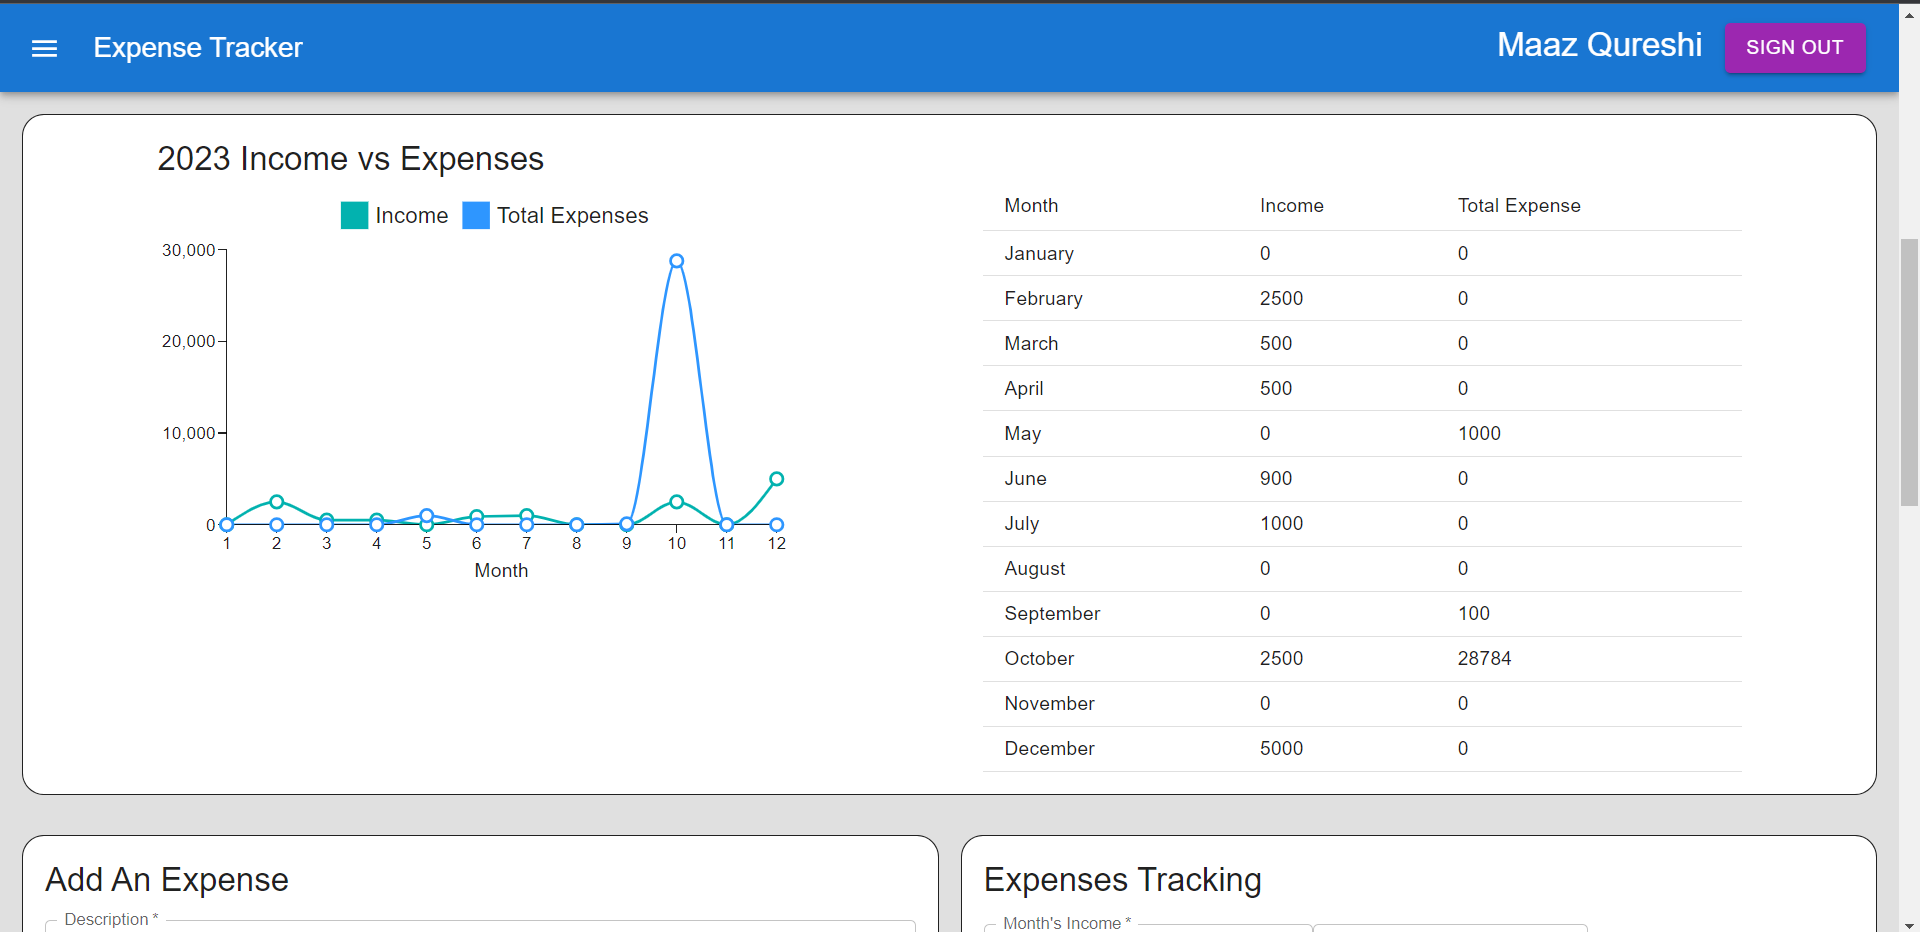 Expense Tracker
Maaz Qureshi
SIGN OUT
2023 Income vs Expenses
Income Total Expenses
30,000
20,000
10,000
0
1 2 3 4 5 6 7 8 9 10 11 12
Month
Month Income Total Expense
January 0 0
February 2500 0
March 500 0
April 500 0
May 0 1000
June 900 0
July 1000 0
August 0 0
September 0 100
October 2500 28784
November 0 0
December 5000 0
Add An Expense
Description *
Expenses Tracking
Month's Income *